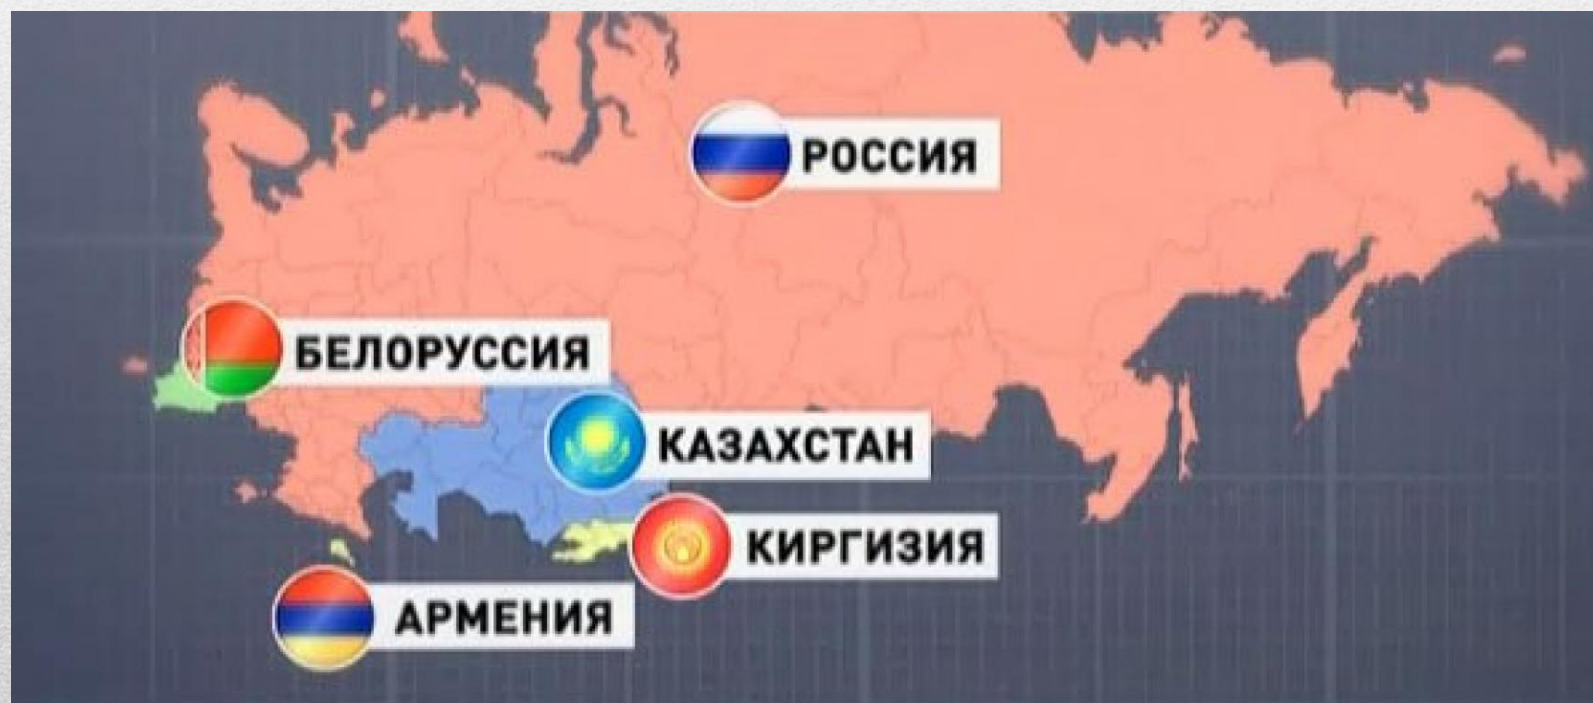 РОССИЯ
БЕЛОРУССИЯ
КАЗАХСТАН
КИРГИЗИЯ
АРМЕНИЯ